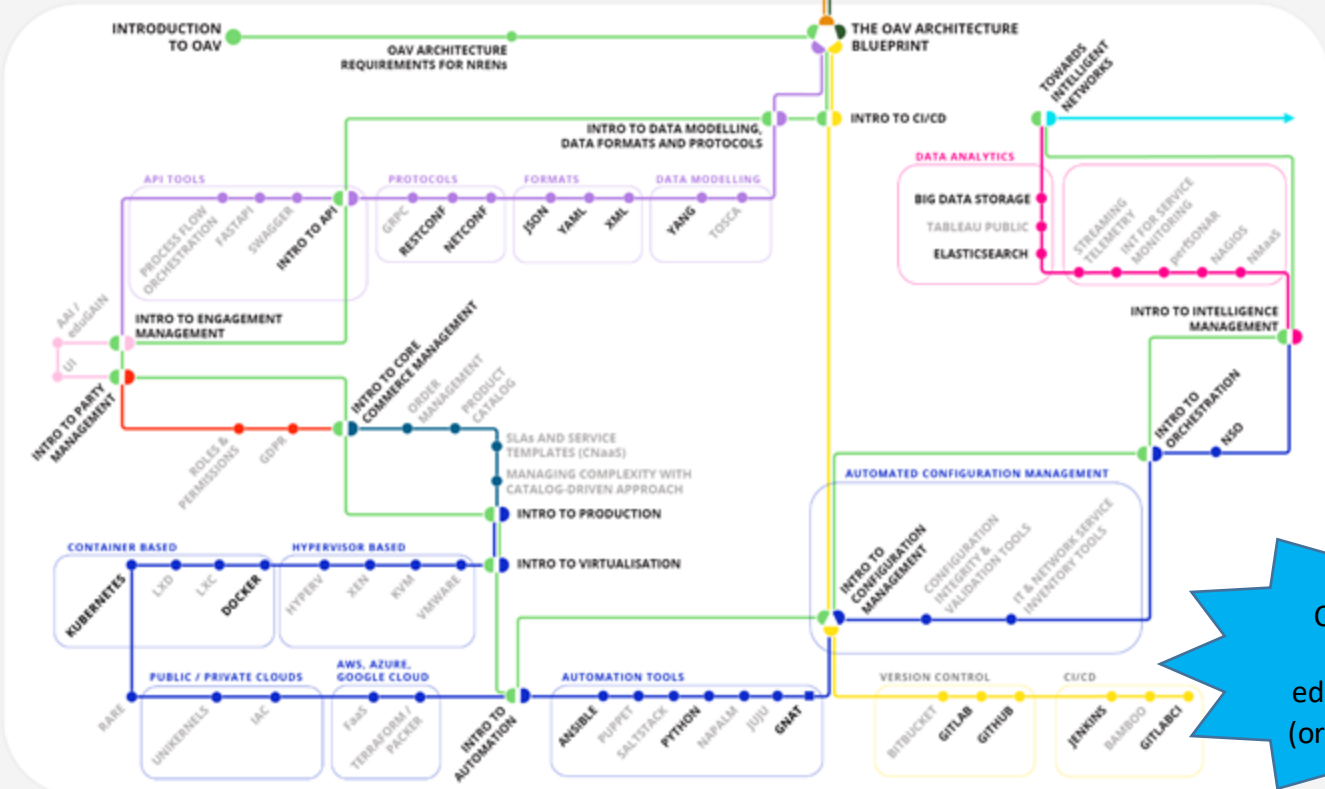 INTRODUCTION
TO OAV
OAV ARCHITECTURE
REQUIREMENTS FOR NRENs
THE OAV ARCHITECTURE
BLUEPRINT
TOWARDS
INTELLIGENT
NETWORKS
INTRO TO DATA MODELLING,
DATA FORMATS AND PROTOCOLS
INTRO TO CI/CD
DATA ANALYTICS
BIG DATA STORAGE
TABLEAU PUBLIC
ELASTICSEARCH
STREAMING
TELEMETRY
INT FOR SERVICE
MONITORING
perfSONAR
NAGIOS
NMaaS
API TOOLS
PROCESS FLOW
ORCHESTRATION
FASTAPI
SWAGGER
INTRO TO API
PROTOCOLS
GRPC
RESTCONF
NETCONF
FORMATS
JSON
YAML
XML
DATA MODELLING
YANG
TOSCA
AAI /
eduGAIN
UI
INTRO TO ENGAGEMENT
MANAGEMENT
INTRO TO INTELLIGENCE
MANAGEMENT
INTRO TO PARTY
MANAGEMENT
ROLES &
PERMISSIONS
GDPR
INTRO TO CORE
COMMERCE MANAGEMENT
ORDER
MANAGEMENT
PRODUCT
CATALOG
SLAs AND SERVICE
TEMPLATES (CNaaS)
MANAGING COMPLEXITY WITH
CATALOG-DRIVEN APPROACH
INTRO TO
ORCHESTRATION
NSO
INTRO TO PRODUCTION
INTRO TO VIRTUALISATION
AUTOMATED CONFIGURATION MANAGEMENT
INTRO TO
CONFIGURATION
MANAGEMENT
CONFIGURATION
INTEGRITY &
VALIDATION TOOLS
IT & NETWORK SERVICE
INVENTORY TOOLS
CONTAINER BASED
KUBERNETES
LXD
LXC
DOCKER
HYPERVISOR BASED
HYPERV
XEN
KVM
VMWARE
RARE
PUBLIC / PRIVATE CLOUDS
UNIKERNELS
IAC
AWS, AZURE,
GOOGLE CLOUD
FaaS
TERRAFORM /
PACKER
INTRO TO
AUTOMATION
AUTOMATION TOOLS
ANSIBLE
PUPPET
SALTSTACK
PYTHON
NAPALM
JUJU
GNAT
VERSION CONTROL
BITBUCKET
GITLAB
GITHUB
CI/CD
JENKINS
BAMBOO
GITLABCI
ed
(or